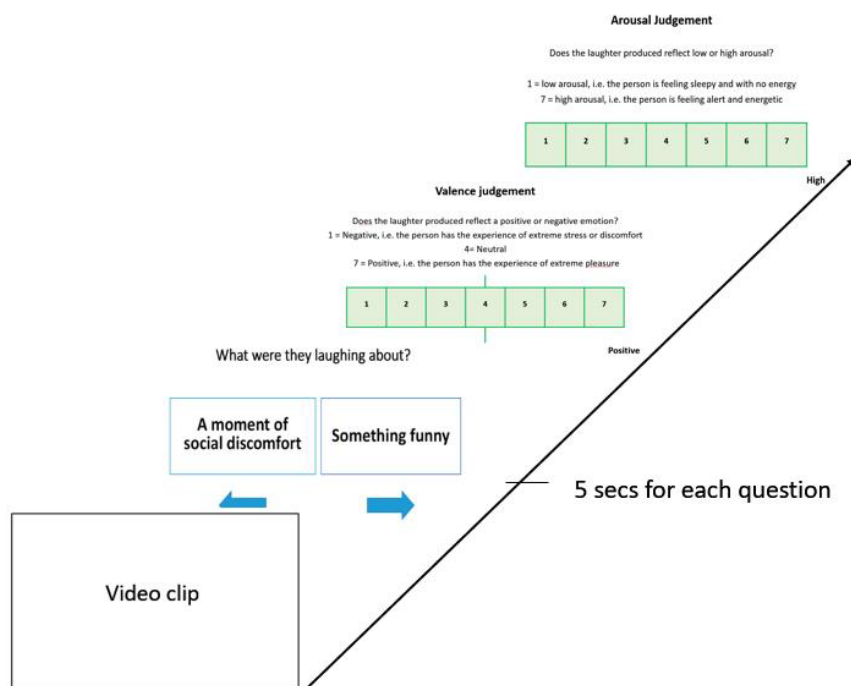 Arousal Judgement
Does the laughter produced reflect low or high arousal?
1 = low arousal, i.e. the person is feeling sleepy and with no energy
7 = high arousal, i.e. the person is feeling alert and energetic
1 2 3 4 5 6 7
High
Valence judgement
Does the laughter produced reflect a positive or negative emotion?
1 = Negative, i.e. the person has the experience of extreme stress or discomfort
4= Neutral
7 = Positive, i.e. the person has the experience of extreme pleasure
1 2 3 4 5 6 7
Positive
What were they laughing about?
A moment of
social discomfort
Something funny
5 secs for each question
Video clip